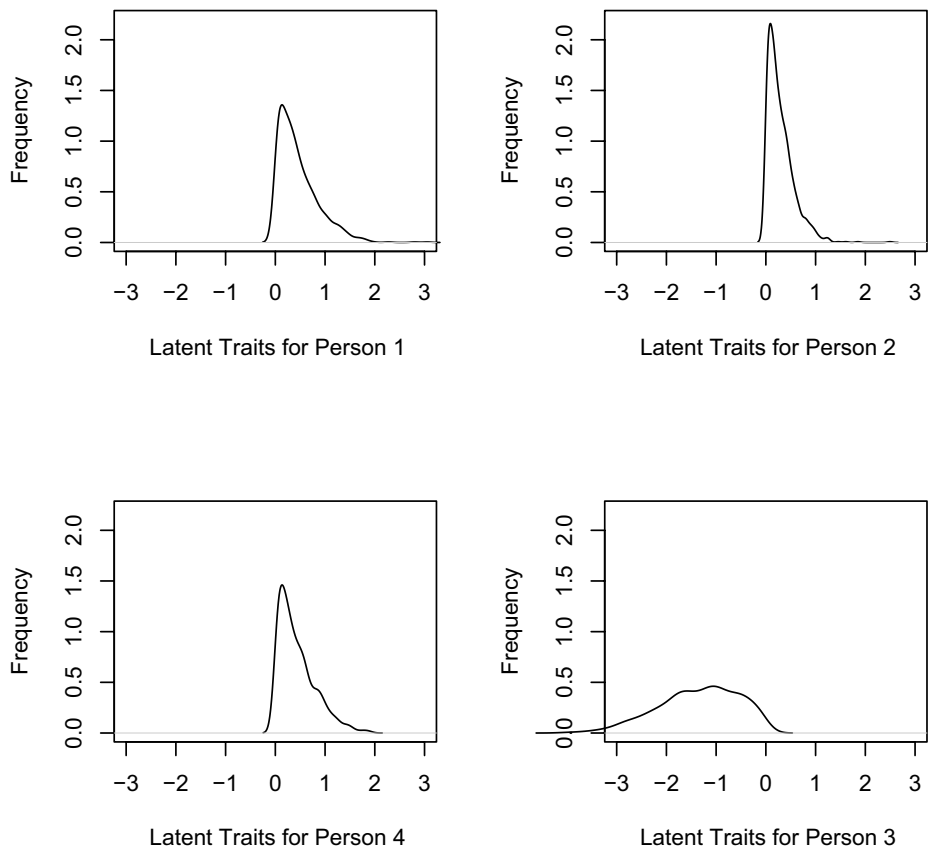 2.0
1.5
1.0
0.5
0.0
Frequency
−3 −2 −1 0 1 2 3
Latent Traits for Person 1
2.0
1.5
1.0
0.5
0.0
Frequency
−3 −2 −1 0 1 2 3
Latent Traits for Person 2
2.0
1.5
1.0
0.5
0.0
Frequency
−3 −2 −1 0 1 2 3
Latent Traits for Person 4
2.0
1.5
1.0
0.5
0.0
Frequency
−3 −2 −1 0 1 2 3
Latent Traits for Person 3